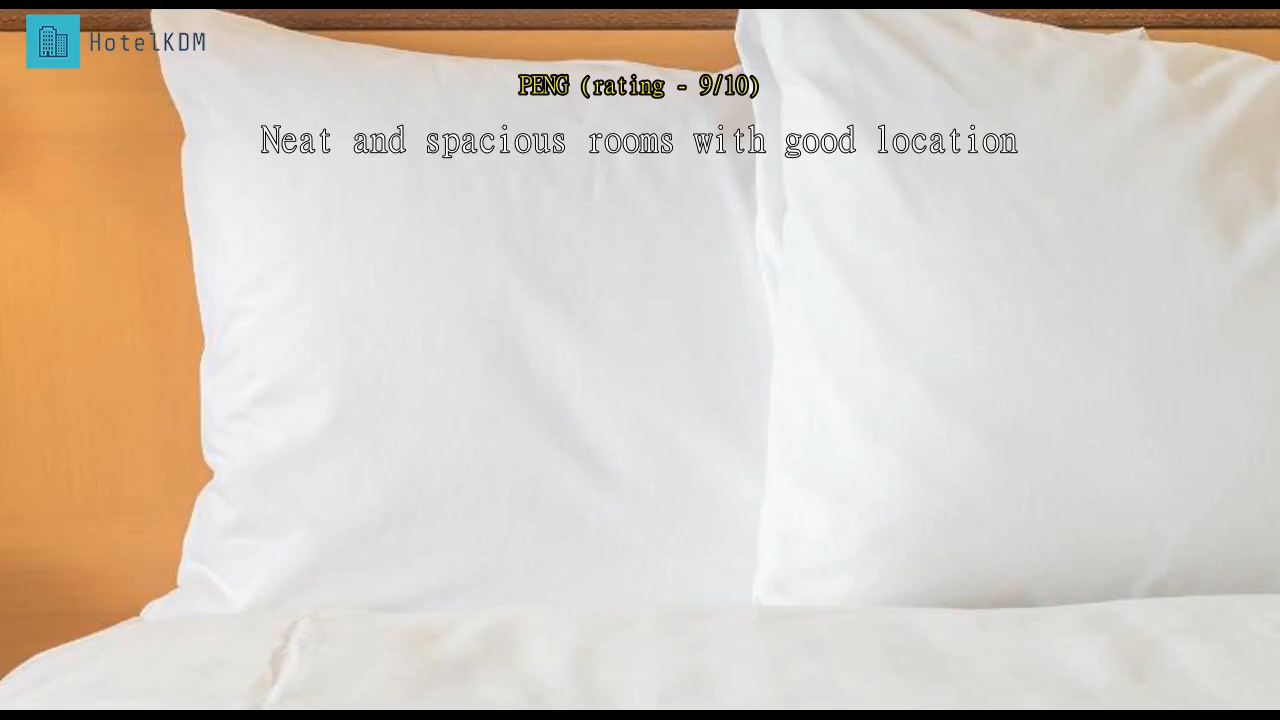 HotelKDM
PENG (rating - 9/10)
Neat and spacious rooms with good location